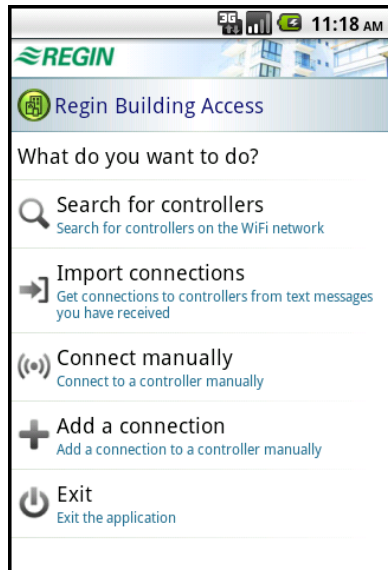 3G 11:18 AM
REGIN
Regin Building Access
What do you want to do?
Search for controllers
Search for controllers on the WiFi network
Import connections
Get connections to controllers from text messages
you have received
Connect manually
Connect to a controller manually
Add a connection
Add a connection to a controller manually
Exit
Exit the application